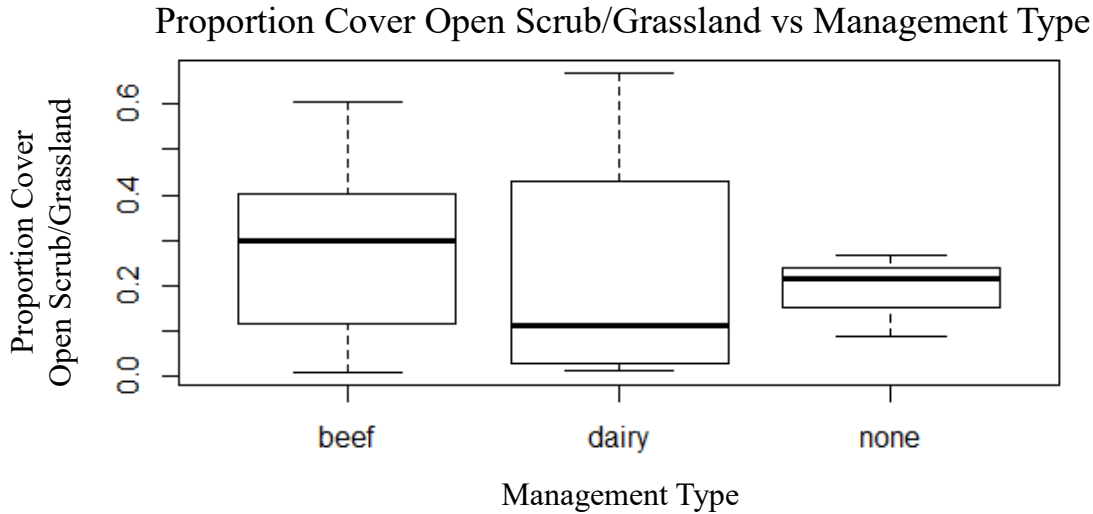 Proportion Cover Open Scrub/Grassland vs Management Type
Proportion Cover
Open Scrub/Grassland
0.6
0.4
0.2
0.0
beef
dairy
none
Management Type